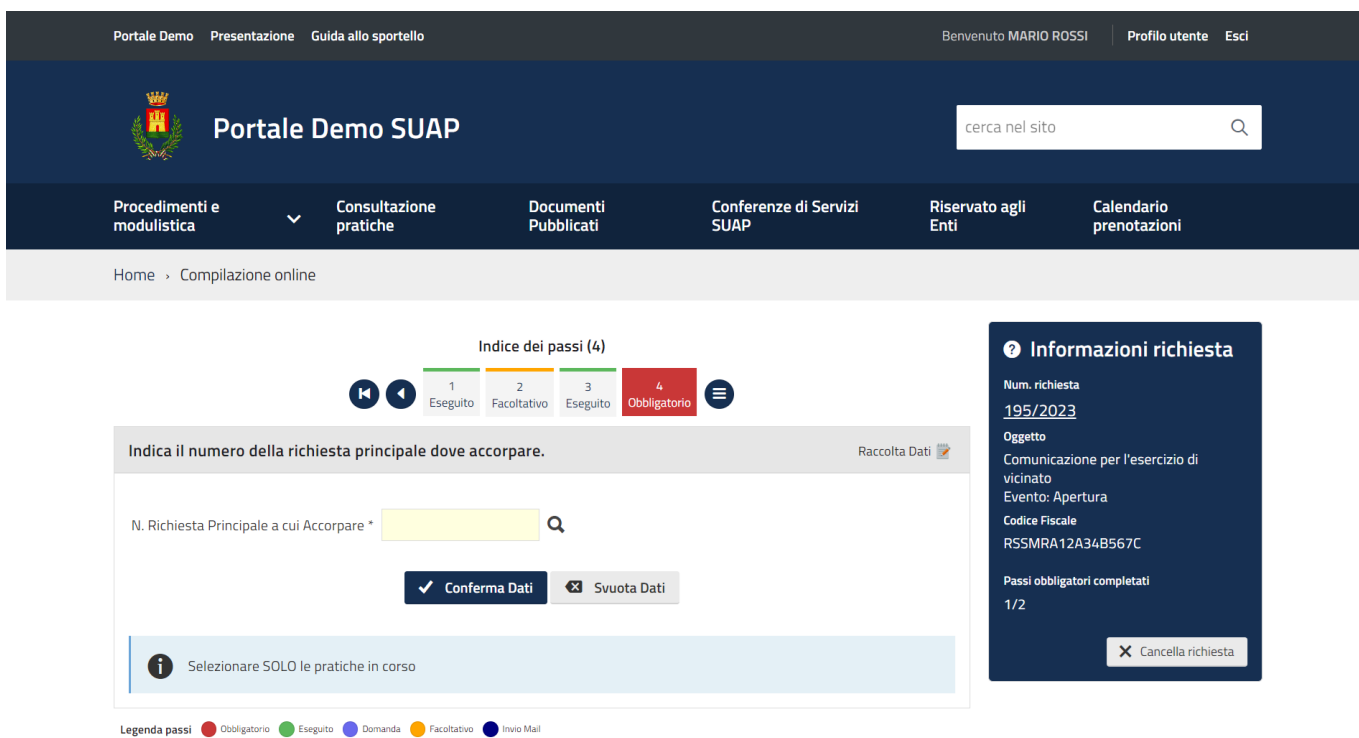 Portale Demo Presentazione Guida allo sportello Benvenuto MARIO ROSSI Profilo utente Esci
Portale Demo SUAP
cerca nel sito
Procedimenti e modulistica
Consultazione pratiche
Documenti Pubblicati
Conferenze di Servizi SUAP
Riservato agli Enti
Calendario prenotazioni
Home › Compilazione online
Indice dei passi (4)
1 Eseguito
2 Facoltativo
3 Eseguito
4 Obbligatorio
Indica il numero della richiesta principale dove accorpare. Raccolta Dati
N. Richiesta Principale a cui Accorpare *
Conferma Dati Svuota Dati
Selezionare SOLO le pratiche in corso
Legenda passi Obbligatorio Eseguito Domanda Facoltativo Invio Mail
Informazioni richiesta
Num. richiesta
195/2023
Oggetto
Comunicazione per l'esercizio di
vicinato
Evento: Apertura
Codice Fiscale
RSSMRA12A34B567C
Passi obbligatori completati
1/2
Cancella richiesta